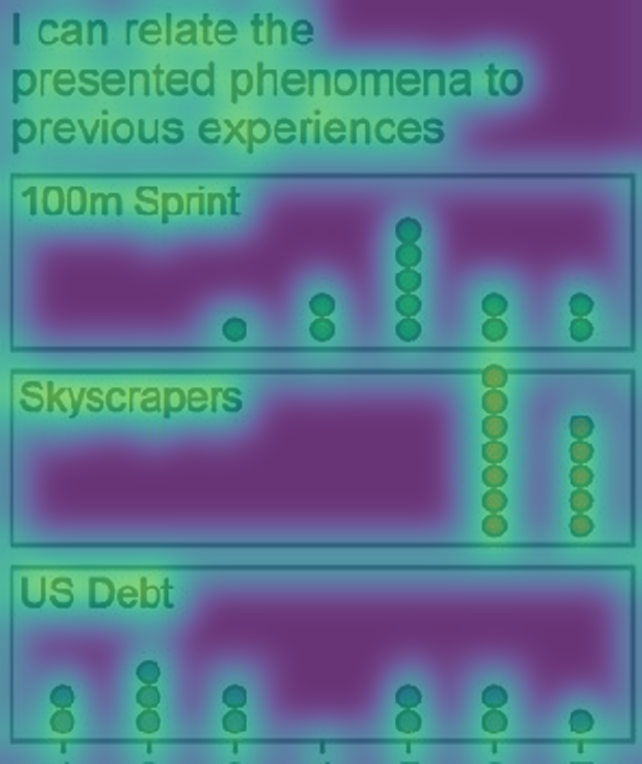 I can relate the
presented phenomena to
previous experiences
100m Sprint
Skyscrapers
US Debt